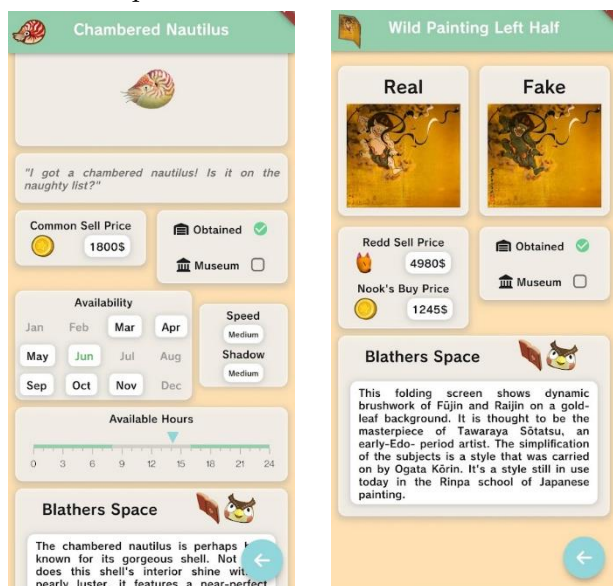 Chambered Nautilus
"I got a chambered nautilus! Is it on the
naughty list?"
Common Sell Price
1800$
Obtained
Museum
Availability
Jan Feb Mar Apr
May Jun Jul Aug
Sep Oct Nov Dec
Speed
Medium
Shadow
Medium
Available Hours
0 3 6 9 12 15 18 21 24
Blathers Space
The chambered nautilus is perhaps
known for its gorgeous shell. Not
does this shell's interior shine
pearly luster, it features a near-perfect
Wild Painting Left Half
Real
Fake
Redd Sell Price
4980$
Nook's Buy Price
1245$
Obtained
Museum
Blathers Space
This folding screen shows dynamic
brushwork of Fūjin and Raijin on a gold-
leaf background. It is thought to be the
masterpiece of Tawaraya Sōtatsu, an
early-Edo- period artist. The simplification
of the subjects is a style that was carried
on by Ogata Kōrin. It's a style still in use
today in the Rinpa school of Japanese
painting.